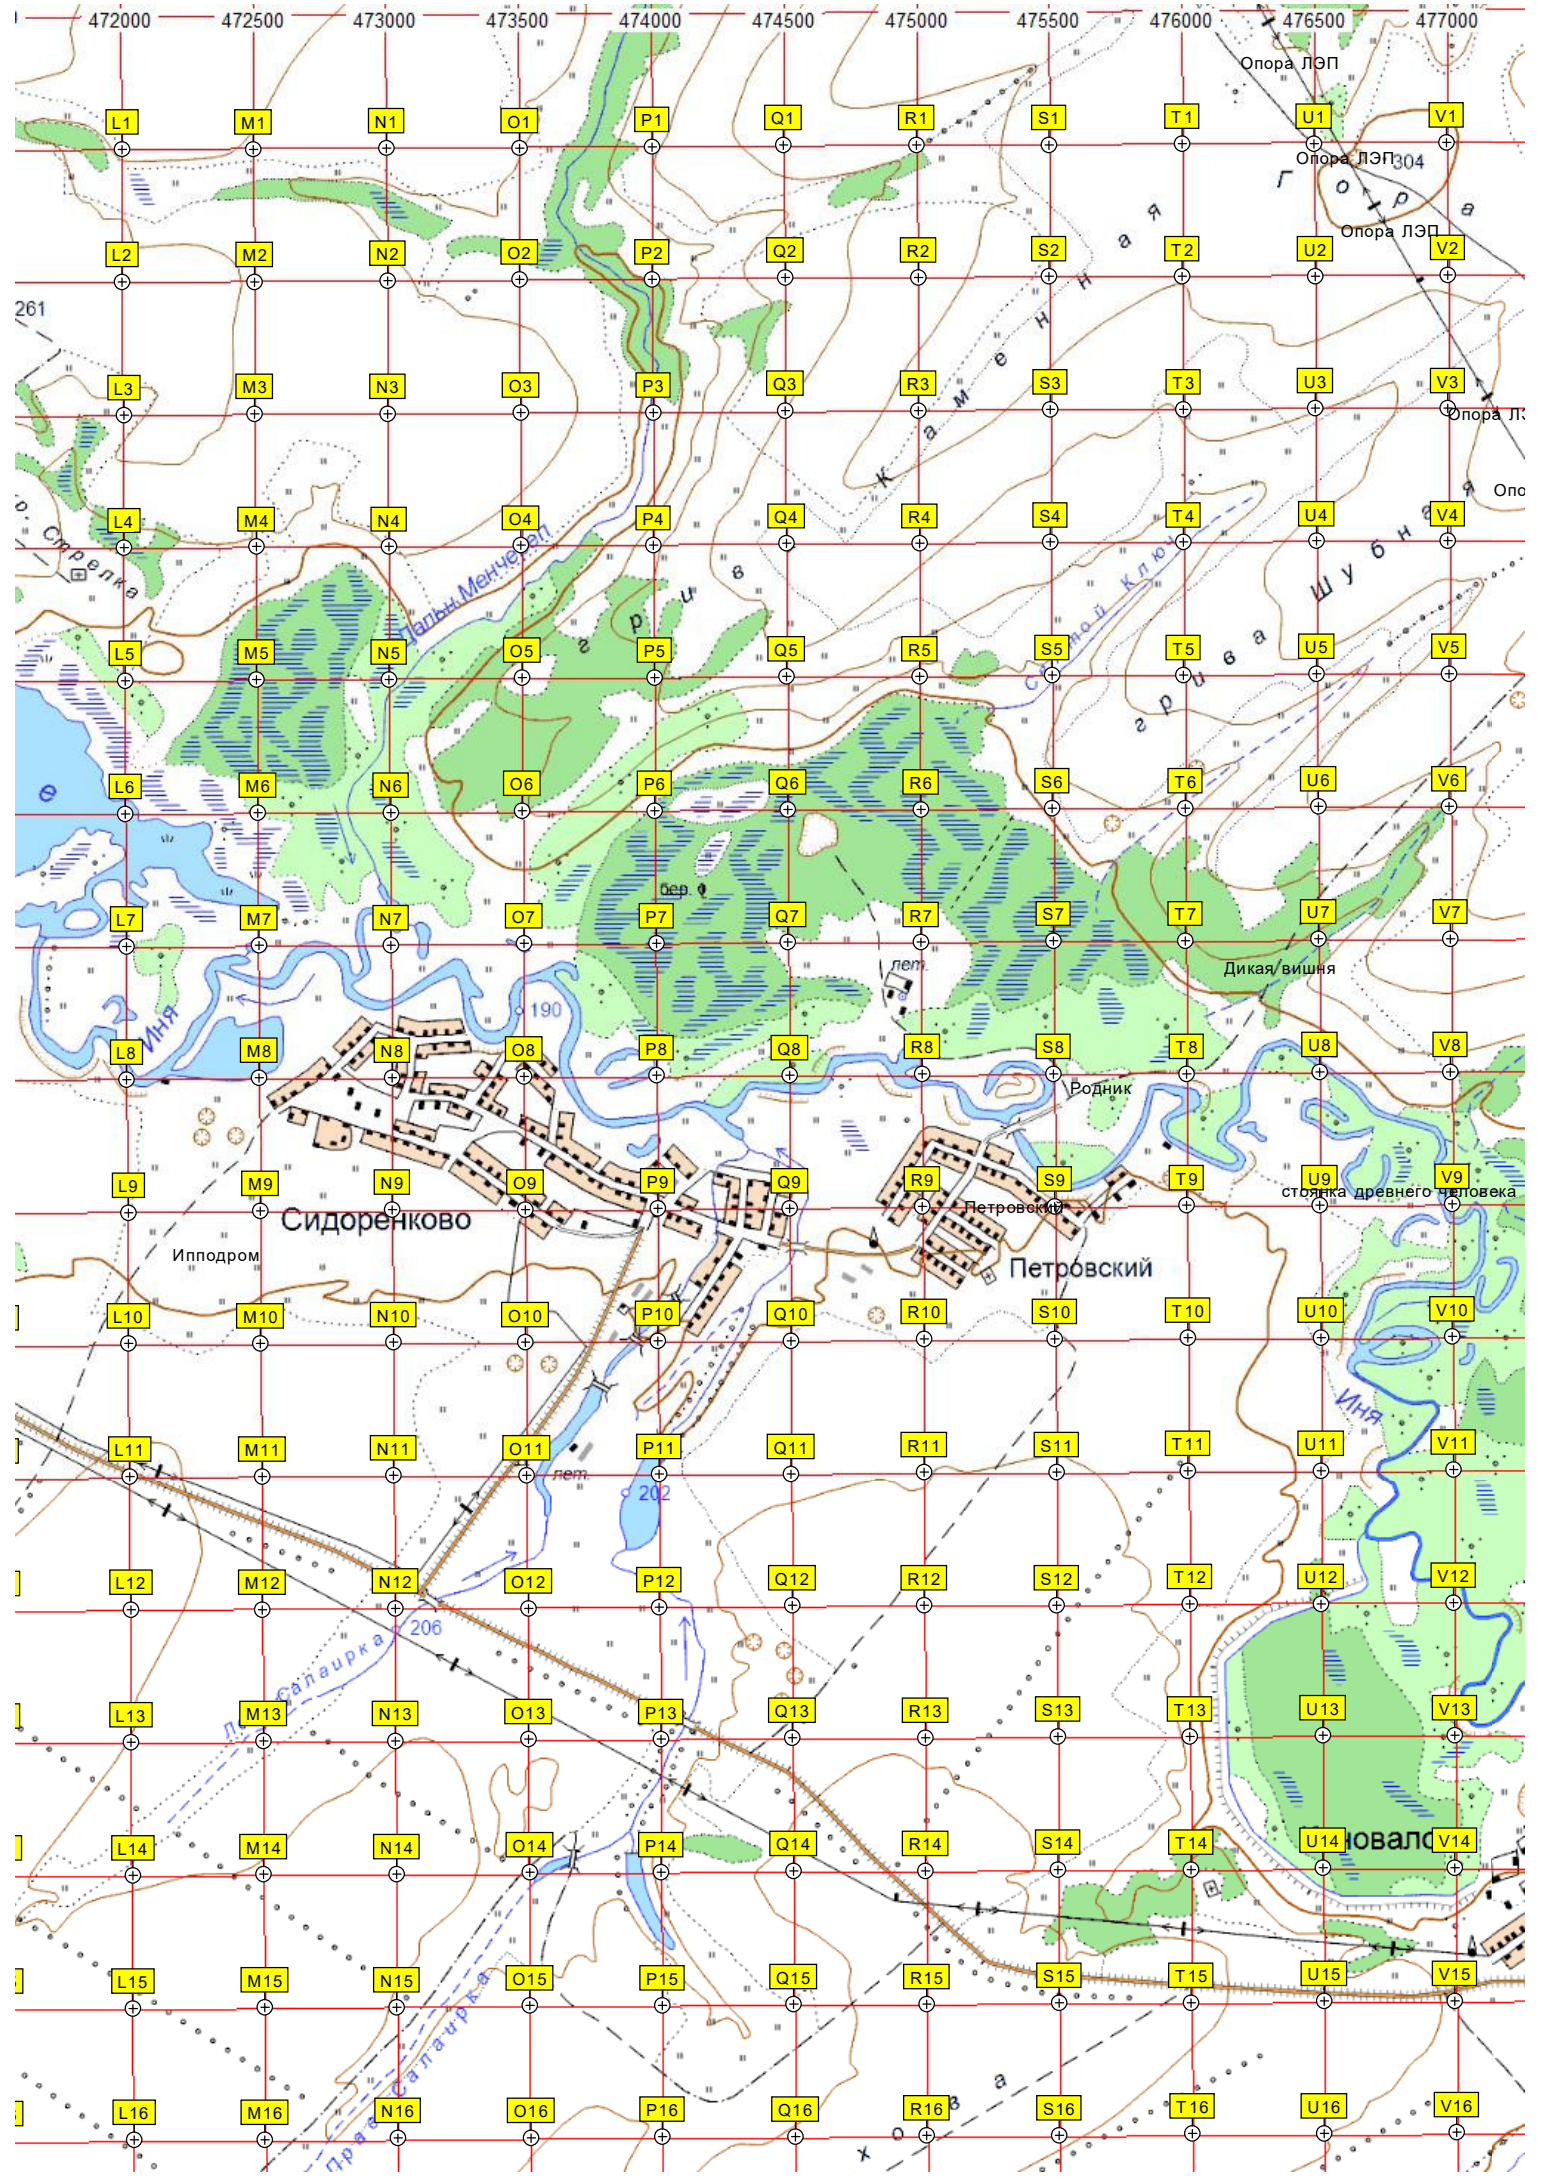 472000 472500 473000 473500 474000 474500 475000 475500 476000 476500 477000
Опора ЛЭП
L1 M1 N1 O1 P1 Q1 R1 S1 T1 U1 V1
Опора ЛЭП 304
Гора
Опора ЛЭП
L2 M2 N2 O2 P2 Q2 R2 S2 T2 U2 V2
261
Каменная
L3 M3 N3 O3 P3 Q3 R3 S3 T3 U3 V3
Опора ЛЭ
Опо
L4 M4 N4 O4 P4 Q4 R4 S4 T4 U4 V4
Стрелка
Дальн. Менчереп
Ключ
Шубная
грив
L5 M5 N5 O5 P5 Q5 R5 S5 T5 U5 V5
грива
е
L6 M6 N6 O6 P6 Q6 R6 S6 T6 U6 V6
бер.
L7 M7 N7 O7 P7 Q7 R7 S7 T7 U7 V7
лет.
Дикая вишня
190
Иня
L8 M8 N8 O8 P8 Q8 R8 S8 T8 U8 V8
Родник
L9 M9 N9 O9 P9 Q9 R9 S9 T9 U9 V9
стоянка древнего человека
Петровский
Сидоренково
Ипподром
Петровский
L10 M10 N10 O10 P10 Q10 R10 S10 T10 U10 V10
Иня
L11 M11 N11 O11 P11 Q11 R11 S11 T11 U11 V11
лет.
202
L12 M12 N12 O12 P12 Q12 R12 S12 T12 U12 V12
206
Салаирка
L13 M13 N13 O13 P13 Q13 R13 S13 T13 U13 V13
L14 M14 N14 O14 P14 Q14 R14 S14 T14 U14 V14
новало
L15 M15 N15 O15 P15 Q15 R15 S15 T15 U15 V15
Прав. Салаирка
хова
L16 M16 N16 O16 P16 Q16 R16 S16 T16 U16 V16